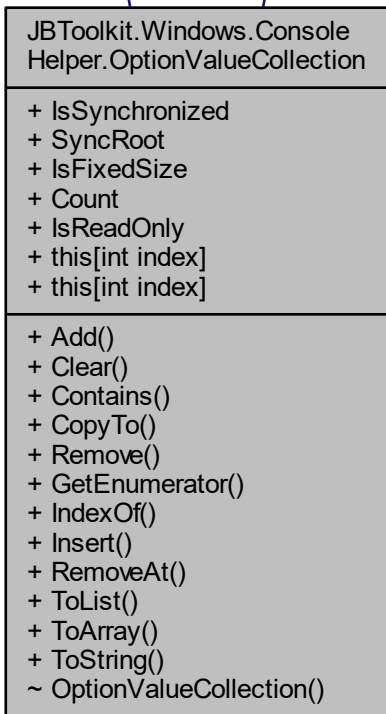 JBToolkit.Windows.Console
Helper.OptionValueCollection
+ IsSynchronized
+ SyncRoot
+ IsFixedSize
+ Count
+ IsReadOnly
+ this[int index]
+ this[int index]
+ Add()
+ Clear()
+ Contains()
+ CopyTo()
+ Remove()
+ GetEnumerator()
+ IndexOf()
+ Insert()
+ RemoveAt()
+ ToList()
+ ToArray()
+ ToString()
~ OptionValueCollection()